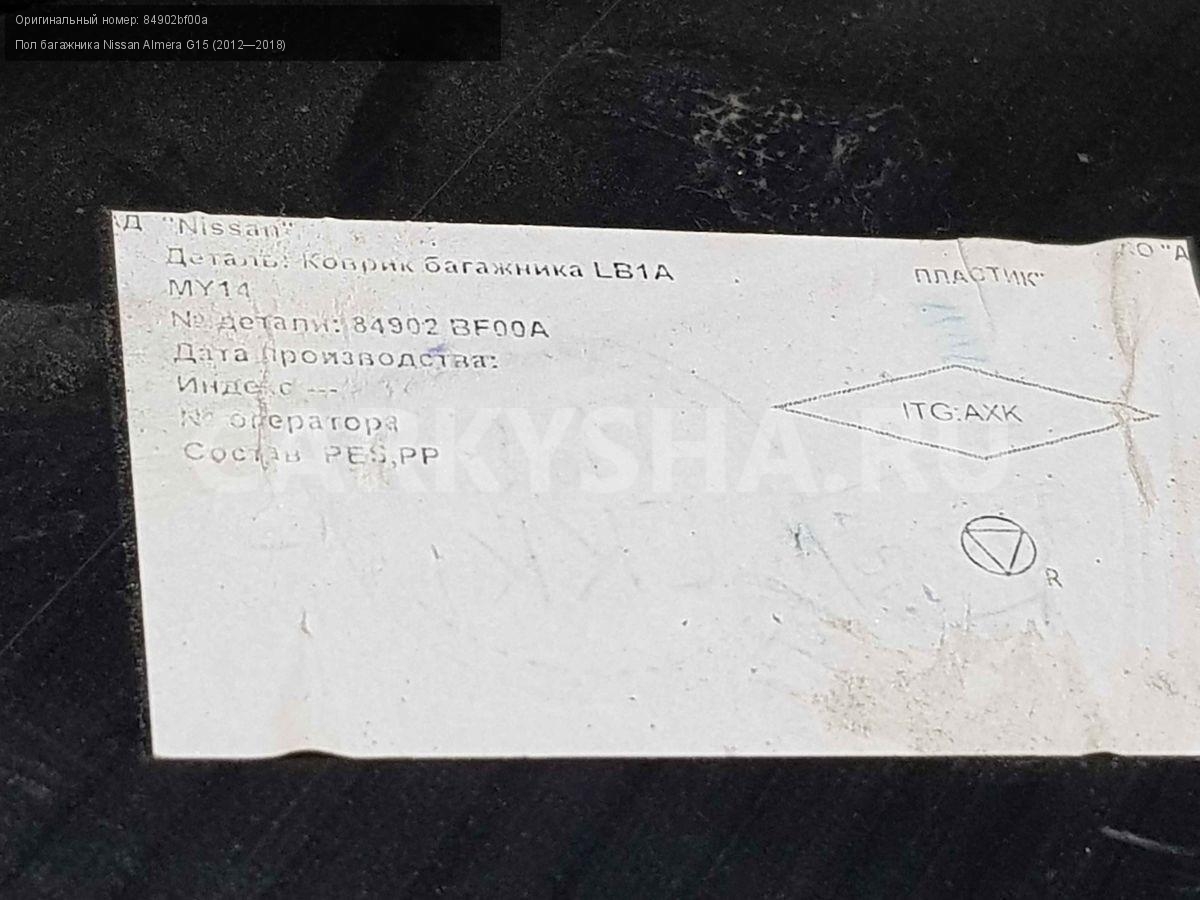 Оригинальный номер: 84902bf00a
Пол багажника Nissan Almera G15 (2012—2018)
"Nissan"
Деталь: Коврик багажника LB1A
MY14
№ детали: 84902 BF00A
Дата производства:
Индекс ---
№ оператора
Состав PES,PP
"А
ПЛАСТИК"
ITG:AXK
R
CARKYSHA.RU